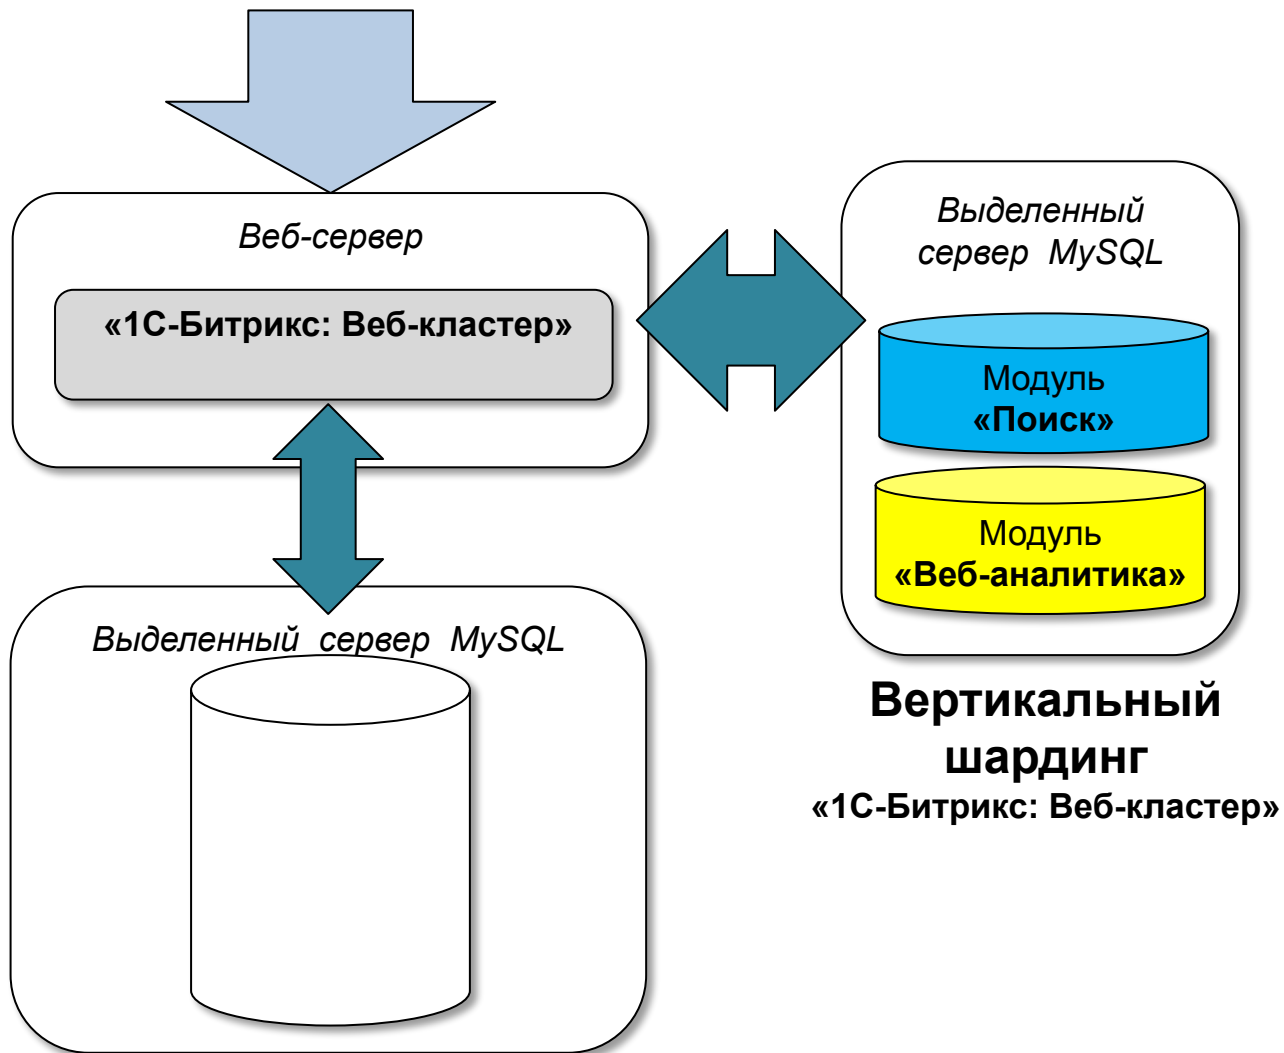 Веб-сервер
«1С-Битрикс: Веб-кластер»
Выделенный сервер MySQL
Выделенный
сервер MySQL
Модуль
«Поиск»
Модуль
«Веб-аналитика»
Вертикальный
шардинг
«1С-Битрикс: Веб-кластер»